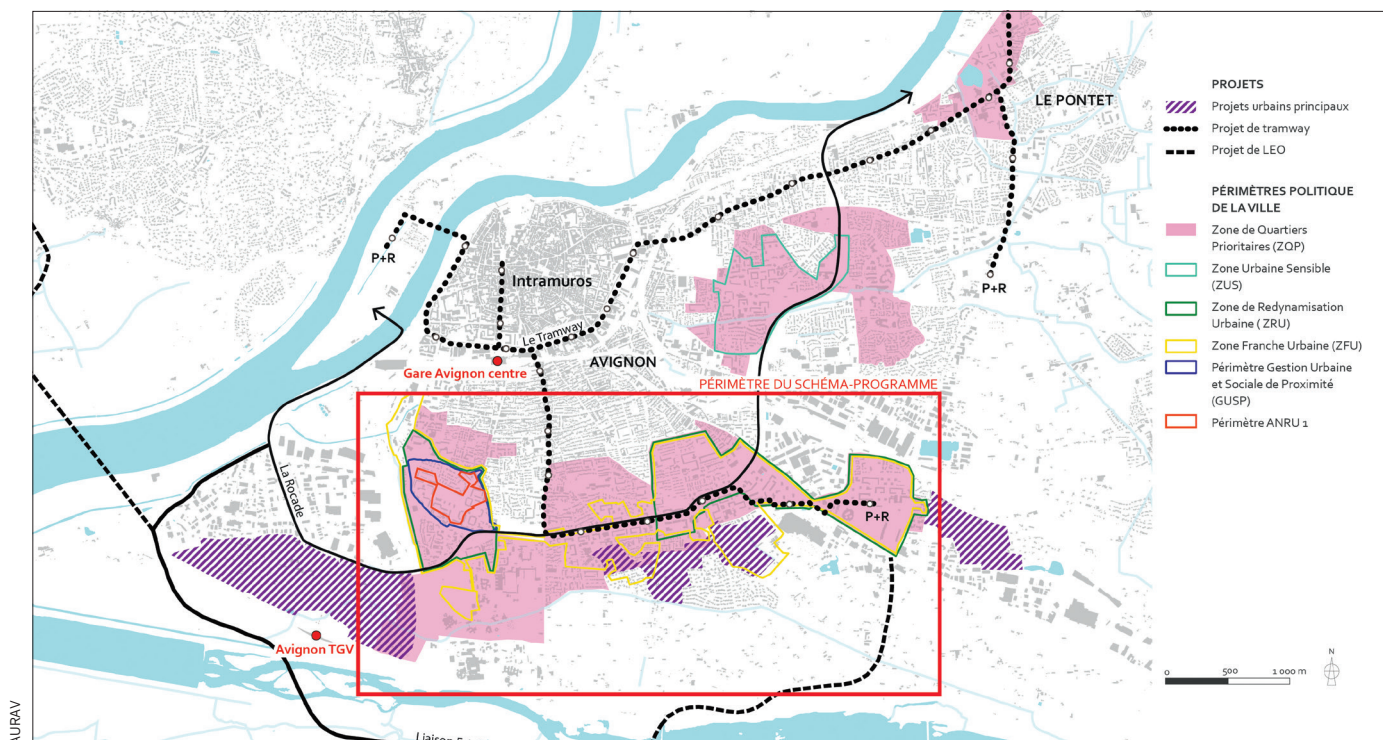 LE PONTET
P+R
Intramuros
P+R
Le Tramway
AVIGNON
Gare Avignon centre
PÉRIMÈTRE DU SCHÉMA-PROGRAMME
La Rocade
P+R
Avignon TGV
Liaison
AURAV
PROJETS
Projets urbains principaux
Projet de tramway
Projet de LEO
PÉRIMÈTRES POLITIQUE
DE LA VILLE
Zone de Quartiers
Prioritaires (ZQP)
Zone Urbaine Sensible
(ZUS)
Zone de Redynamisation
Urbaine ( ZRU)
Zone Franche Urbaine (ZFU)
Périmètre Gestion Urbaine
et Sociale de Proximité
(GUSP)
Périmètre ANRU 1
0 500 1 000 m
N